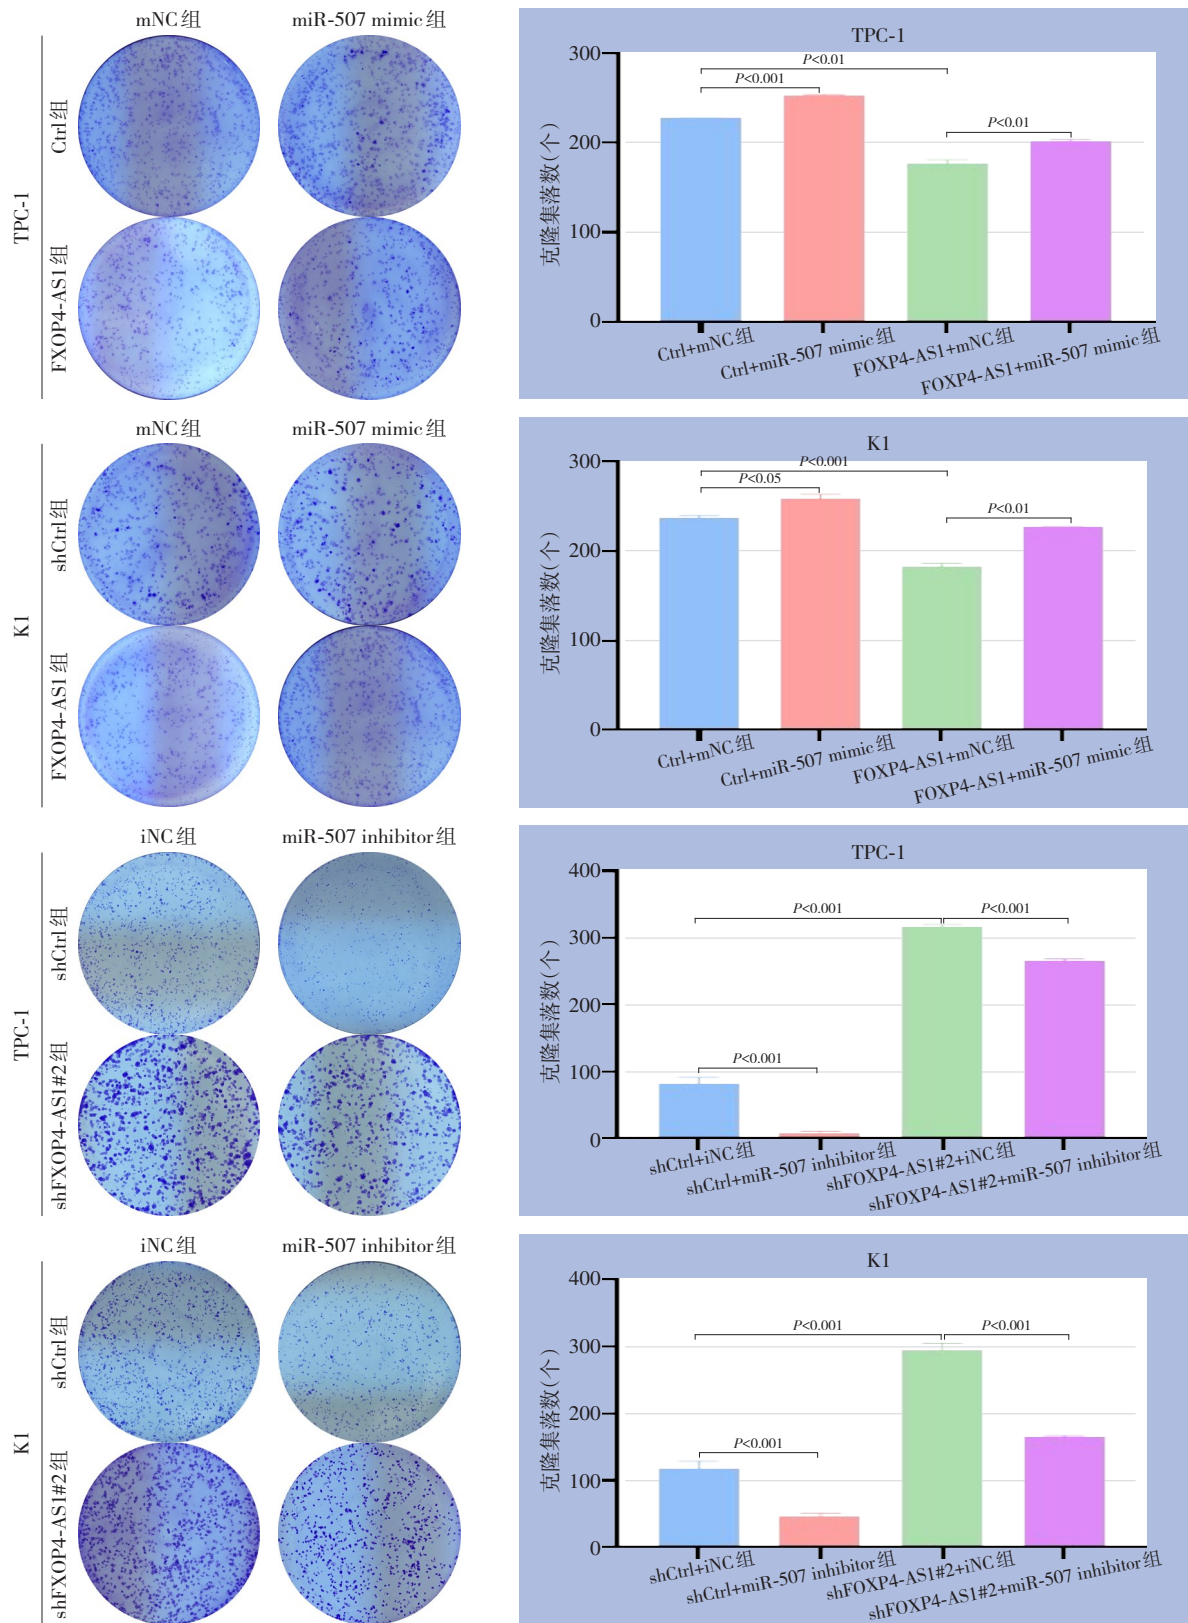 mNC组
miR-507 mimic组
TPC-1
Ctrl组
FXOP4-AS1组
TPC-1
克隆集落数(个)
300
200
100
0
P<0.01
P<0.001
P<0.01
Ctrl+mNC组
Ctrl+miR-507 mimic组
FOXP4-AS1+mNC组
FOXP4-AS1+miR-507 mimic组
mNC组
miR-507 mimic组
K1
shCtrl组
FXOP4-AS1组
K1
克隆集落数(个)
300
200
100
0
P<0.001
P<0.05
P<0.01
Ctrl+mNC组
Ctrl+miR-507 mimic组
FOXP4-AS1+mNC组
FOXP4-AS1+miR-507 mimic组
iNC组
miR-507 inhibitor组
TPC-1
shCtrl组
shFXOP4-AS1#2组
TPC-1
克隆集落数(个)
400
300
200
100
0
P<0.001
P<0.001
P<0.001
shCtrl+iNC组
shCtrl+miR-507 inhibitor组
shFOXP4-AS1#2+iNC组
shFOXP4-AS1#2+miR-507 inhibitor组
iNC组
miR-507 inhibitor组
K1
shCtrl组
shFXOP4-AS1#2组
K1
克隆集落数(个)
400
300
200
100
0
P<0.001
P<0.001
P<0.001
shCtrl+iNC组
shCtrl+miR-507 inhibitor组
shFOXP4-AS1#2+iNC组
shFOXP4-AS1#2+miR-507 inhibitor组